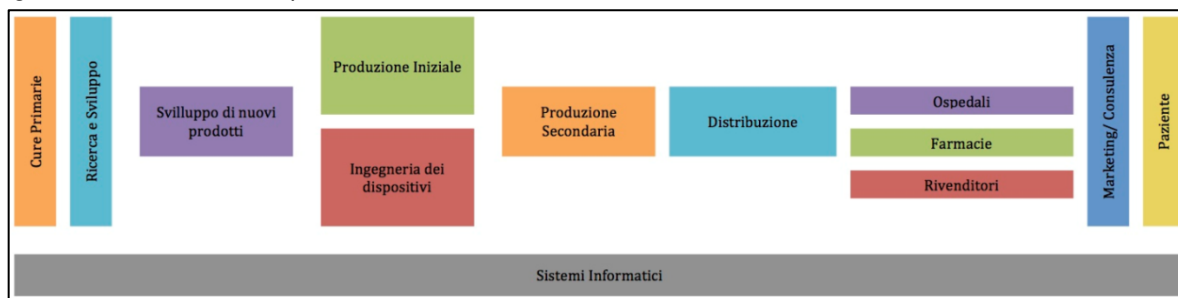 Cure Primarie
Ricerca e Sviluppo
Svilluppo di nuovi
prodotti
Produzione Iniziale
Ingegneria dei
dispositivi
Produzione
Secondaria
Distribuzione
Ospedali
Farmacie
Rivenditori
Marketing/ Consulenza
Paziente
Sistemi Informatici